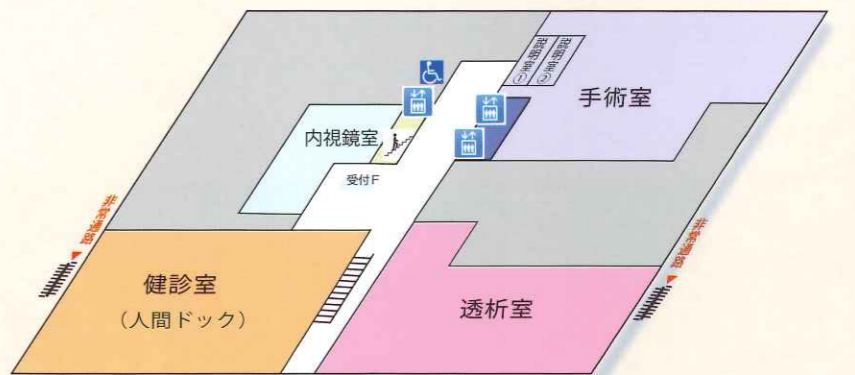 説明室①
説明室②
手術室
内視鏡室
受付F
非常通路
非常通路
健診室
（人間ドック）
透析室